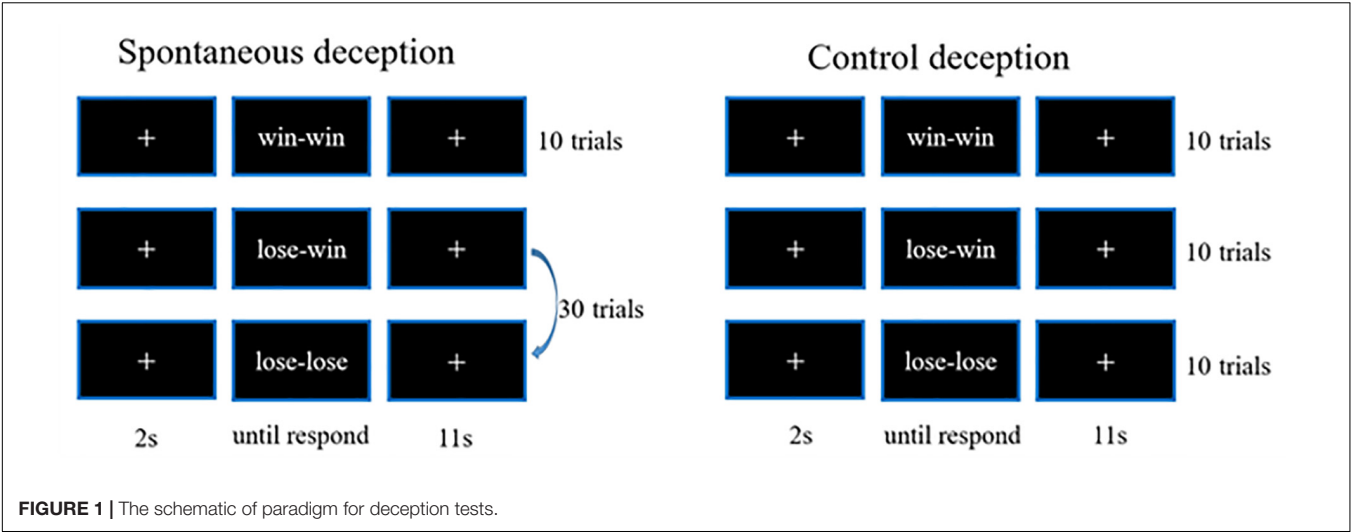 Spontaneous deception
+ win-win + 10 trials
+ lose-win +
30 trials
+ lose-lose +
2s until respond 11s
Control deception
+ win-win + 10 trials
+ lose-win + 10 trials
+ lose-lose + 10 trials
2s until respond 11s
FIGURE 1 | The schematic of paradigm for deception tests.